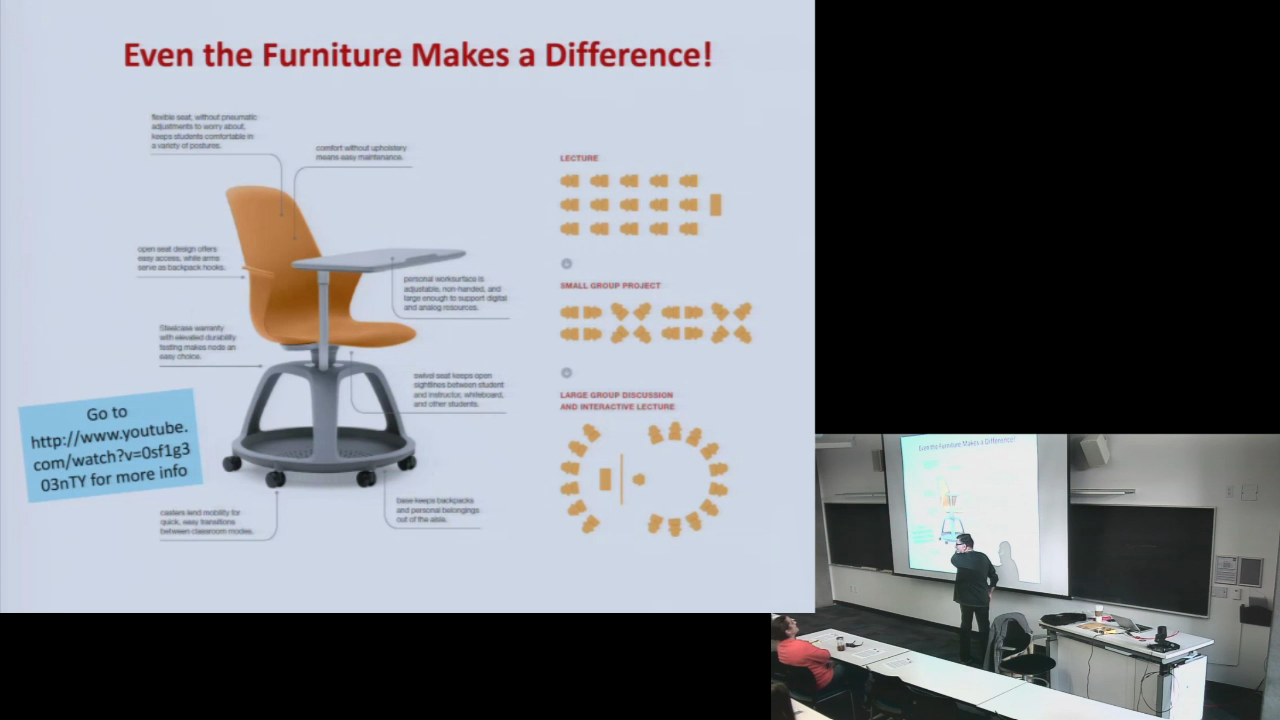 Even the Furniture Makes a Difference!
flexible seat, without pneumatic
adjustments to worry about,
keeps students comfortable in
a variety of postures.
comfort without upholstery
means easy maintenance.
open seat design offers
easy access, while arms
serve as backpack hooks.
personal worksurface is
adjustable, non-handed, and
large enough to support digital
and analog resources.
Steelcase warranty
with elevated durability
testing makes node an
easy choice.
swivel seat keeps open
sightlines between student
and instructor, whiteboard,
and other students.
Go to
http://www.youtube.
com/watch?v=0sf1g3
03nTY for more info
casters lend mobility for
quick, easy transitions
between classroom modes.
base keeps backpacks
and personal belongings
out of the aisle.
LECTURE
SMALL GROUP PROJECT
LARGE GROUP DISCUSSION
AND INTERACTIVE LECTURE
Even the Furniture Makes a Difference!